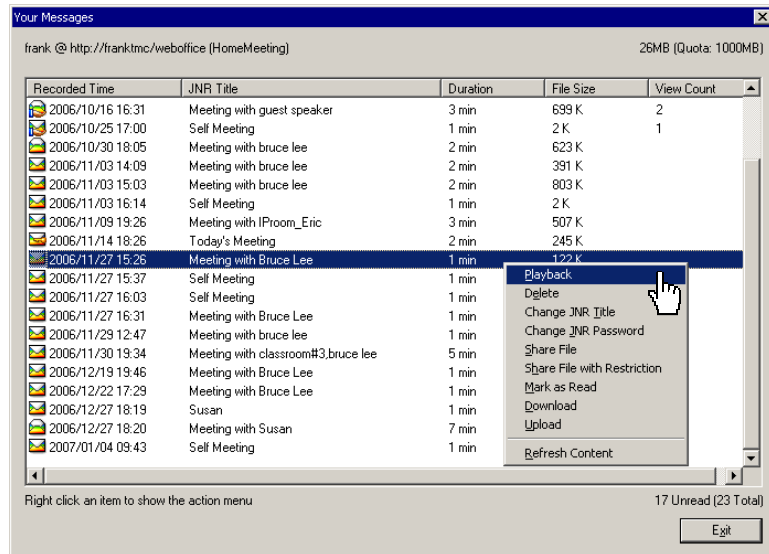 Your Messages
frank @ http://franktmc/weboffice (HomeMeeting) 26MB (Quota: 1000MB)
Recorded Time JNR Title Duration File Size View Count
2006/10/16 16:31 Meeting with guest speaker 3 min 699 K 2
2006/10/25 17:00 Self Meeting 1 min 2 K 1
2006/10/30 18:05 Meeting with bruce lee 2 min 623 K
2006/11/03 14:09 Meeting with bruce lee 2 min 391 K
2006/11/03 15:03 Meeting with bruce lee 2 min 803 K
2006/11/03 16:14 Self Meeting 1 min 2 K
2006/11/09 19:26 Meeting with IProom_Eric 3 min 507 K
2006/11/14 18:26 Today's Meeting 2 min 245 K
2006/11/27 15:26 Meeting with Bruce Lee 1 min 122 K
2006/11/27 15:37 Self Meeting 1 min
2006/11/27 16:03 Self Meeting 1 min
2006/11/27 16:31 Meeting with Bruce Lee 1 min
2006/11/29 12:47 Meeting with bruce lee 1 min
2006/11/30 19:34 Meeting with classroom#3,bruce lee 5 min
2006/12/19 19:46 Meeting with Bruce Lee 1 min
2006/12/22 17:29 Meeting with Bruce Lee 1 min
2006/12/27 18:19 Susan 1 min
2006/12/27 18:20 Meeting with Susan 7 min
2007/01/04 09:43 Self Meeting 1 min
Playback
Delete
Change JNR Title
Change JNR Password
Share File
Share File with Restriction
Mark as Read
Download
Upload
Refresh Content
Right click an item to show the action menu 17 Unread (23 Total)
Exit